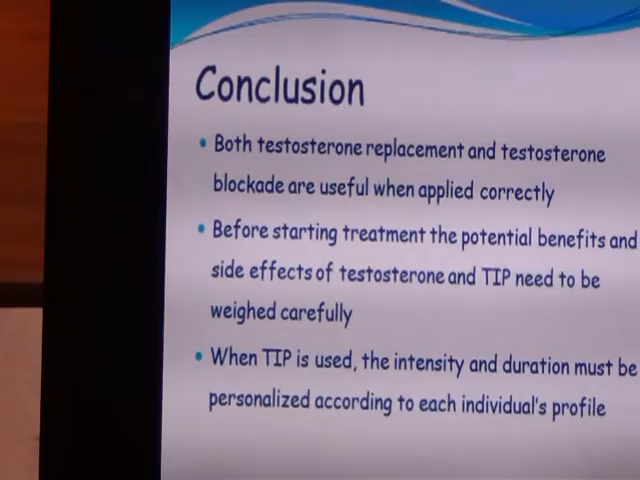 Conclusion
• Both testosterone replacement and testosterone
blockade are useful when applied correctly
• Before starting treatment the potential benefits and
side effects of testosterone and TIP need to be
weighed carefully
• When TIP is used, the intensity and duration must be
personalized according to each individual's profile